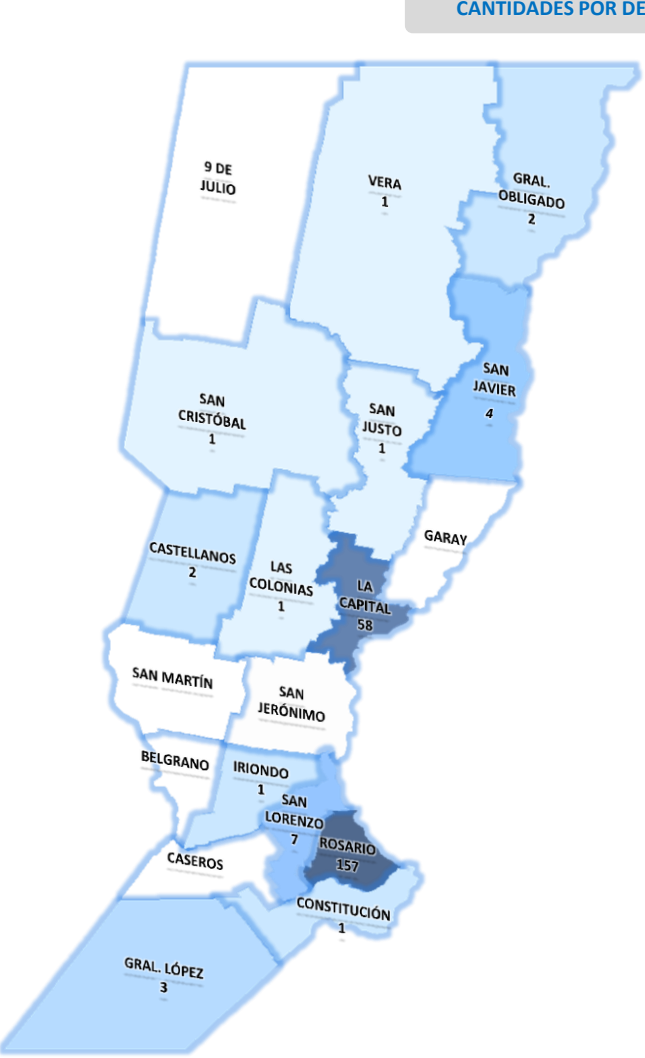 CANTIDADES POR DE
9 DE
JULIO
VERA
1
GRAL.
OBLIGADO
2
SAN
JAVIER
4
SAN
CRISTÓBAL
1
SAN
JUSTO
1
GARAY
CASTELLANOS
2
LAS
COLONIAS
1
LA
CAPITAL
58
SAN MARTÍN
SAN
JERÓNIMO
BELGRANO
IRIONDO
1
SAN
LORENZO
7
ROSARIO
157
CASEROS
CONSTITUCIÓN
1
GRAL. LÓPEZ
3